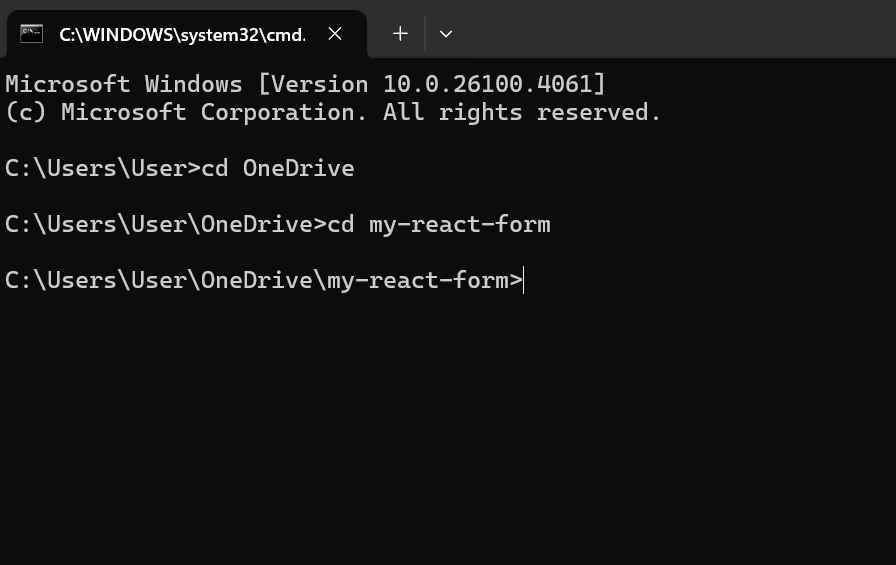 C:\WINDOWS\system32\cmd.
Microsoft Windows [Version 10.0.26100.4061]
(c) Microsoft Corporation. All rights reserved.
C:\Users\User>cd OneDrive
C:\Users\User\OneDrive>cd my-react-form
C:\Users\User\OneDrive\my-react-form>